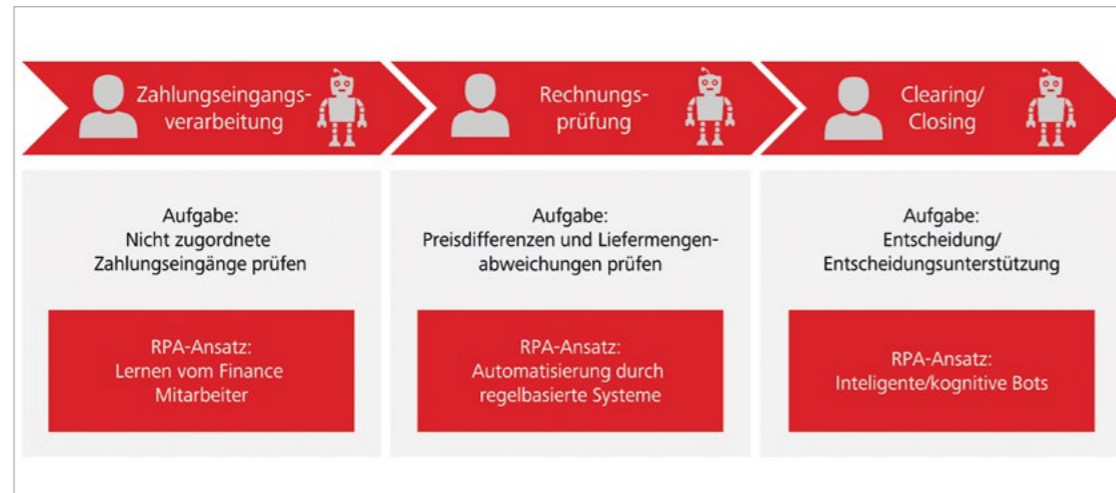 Zahlungseingangs-
verarbeitung
Rechnungs-
prüfung
Clearing/
Closing
Aufgabe:
Nicht zugordnete
Zahlungseingänge prüfen
RPA-Ansatz:
Lernen vom Finance
Mitarbeiter
Aufgabe:
Preisdifferenzen und Liefermengen-
abweichungen prüfen
RPA-Ansatz:
Automatisierung durch
regelbasierte Systeme
Aufgabe:
Entscheidung/
Entscheidungsunterstützung
RPA-Ansatz:
Inteligente/kognitive Bots